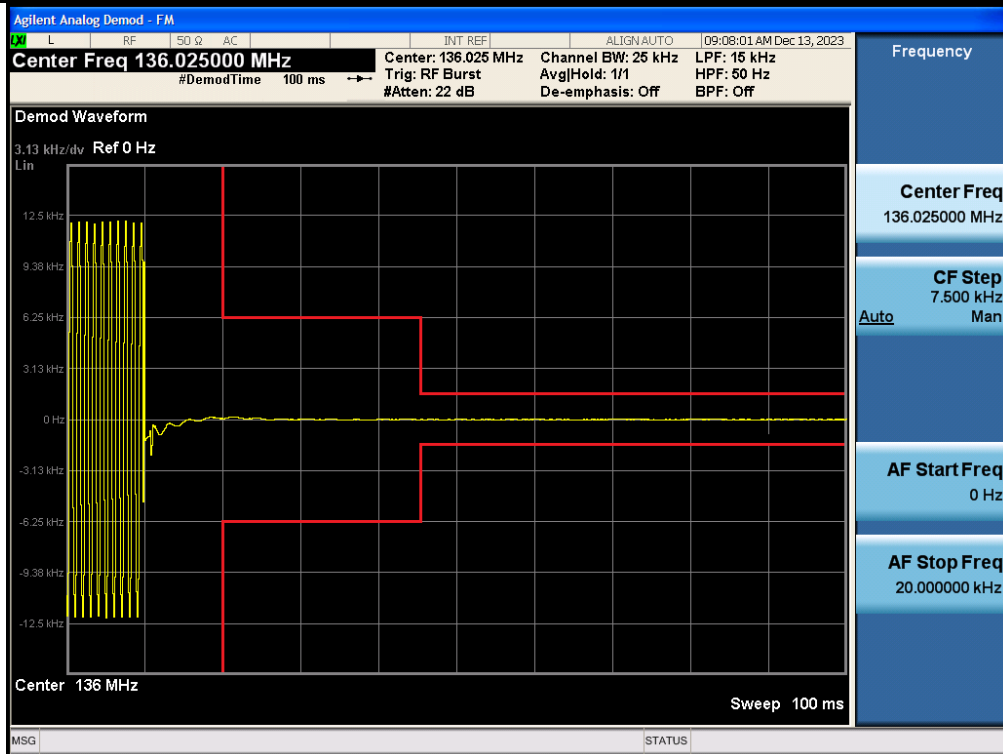 Agilent Analog Demod - FM
LXI L RF 50 Ω AC INT REF ALIGN AUTO 09:08:01 AM Dec 13, 2023
Center Freq 136.025000 MHz
#DemodTime 100 ms
Center: 136.025 MHz
Trig: RF Burst
#Atten: 22 dB
Channel BW: 25 kHz
Avg|Hold: 1/1
De-emphasis: Off
LPF: 15 kHz
HPF: 50 Hz
BPF: Off
Demod Waveform
3.13 kHz/dv Ref 0 Hz
Lin
12.5 kHz
9.38 kHz
6.25 kHz
3.13 kHz
0 Hz
-3.13 kHz
-6.25 kHz
-9.38 kHz
-12.5 kHz
Center 136 MHz
Sweep 100 ms
MSG STATUS
Frequency
Center Freq
136.025000 MHz
CF Step
7.500 kHz
Auto Man
AF Start Freq
0 Hz
AF Stop Freq
20.000000 kHz